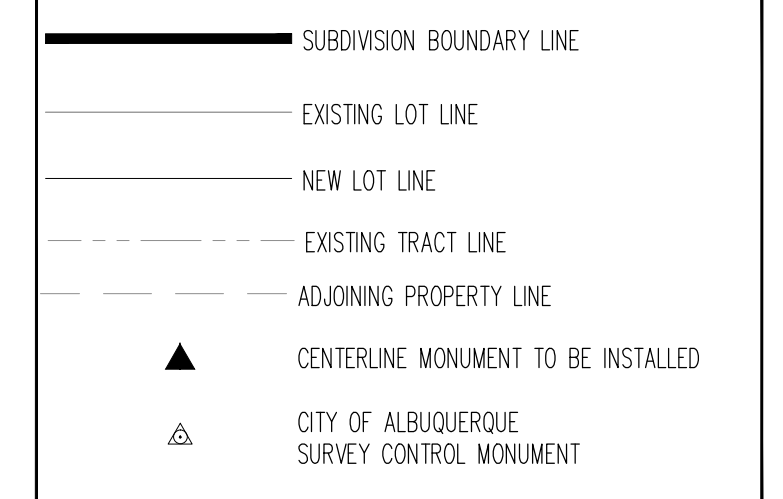 SUBDIVISION BOUNDARY LINE
EXISTING LOT LINE
NEW LOT LINE
EXISTING TRACT LINE
ADJOINING PROPERTY LINE
CENTERLINE MONUMENT TO BE INSTALLED
CITY OF ALBUQUERQUE
SURVEY CONTROL MONUMENT